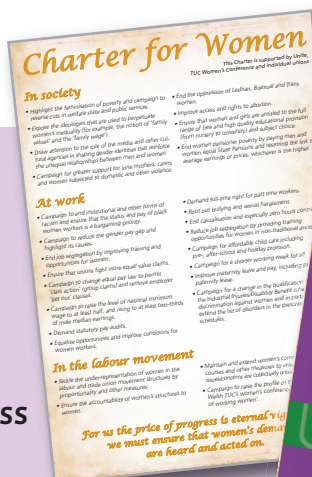 Charter for Women
This Charter is supported by Unite,
TUC Women's Conference and individual unions
In society
• Highlight the feminisation of poverty and campaign to
reverse cuts in welfare state and public services.
• Expose the ideologies that are used to perpetuate
women's inequality (for example, the notion of 'family
values' and the 'family wage').
• Draw attention to the role of the media and other cul-
tural agencies in shaping gender identities that reinforce
the unequal relationships between men and women.
• Campaign for greater support for lone mothers, carers
and women subjected to domestic and other violence.
• End the oppression of Lesbian, Bisexual and Trans
women.
• Improve access and rights to abortion.
• Ensure that women and girls are entitled to the full
range of free and high quality educational provision
(from nursery to university) and subject choice.
• End women pensioner poverty by paying men and
women equal State Pensions and restoring the link t
average earnings or prices, whichever is the higher
At work
• Campaign to end institutional and other forms of
racism and ensure that the status and pay of black
women workers is a bargaining priority.
• Campaign to reduce the gender pay gap and
highlight its causes.
• End job segregation by improving training and
opportunities for women.
• Ensure that unions fight more equal value claims.
• Campaign to change equal pay law to permit
'class action' (group claims) and remove employer
'get out' clauses.
• Campaign to raise the level of national minimum
wage to at least half, and rising to at least two-thirds
of male median earnings.
• Demand statutory pay audits.
• Equalise opportunities and improve conditions for
women workers.
• Demand full-time right for part time workers.
• Root out bullying and sexual harassment.
• End casualisation and especially zero hours contra
• Reduce job segregation by providing training
opportunities for women in non-traditional area
• Campaign for affordable child care including
pre-, after-school and holiday provision.
• Campaign for a shorter working week for all.
• Improve maternity leave and pay, including p
paternity leave.
• Campaign for a change in the qualification
the Industrial Injuries/Disability Benefit sche
discrimination against women and in part
extend the list of disorders in the prescrib
schedules.
In the labour movement
• Tackle the under-representation of women in the
labour and trade union movement structures by
proportionality and other measures.
• Ensure the accountability of women's structures to
women.
• Maintain and extend women's comm
courses and other measures to ensu
issues/concerns are collectively
• Campaign to raise the profile of t
Welsh TUC's women's conferenc
of working women'.
For us the price of progress is eternal vig
we must ensure that women's dema
are heard and acted on.
ss